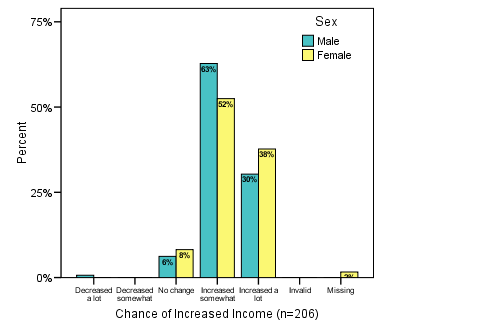 Sex
Male
Female
75%
50%
25%
0%
Percent
63%
52%
38%
30%
6%
8%
2%
Decreased a lot
Decreased somewhat
No change
Increased somewhat
Increased a lot
Invalid
Missing
Chance of Increased Income (n=206)